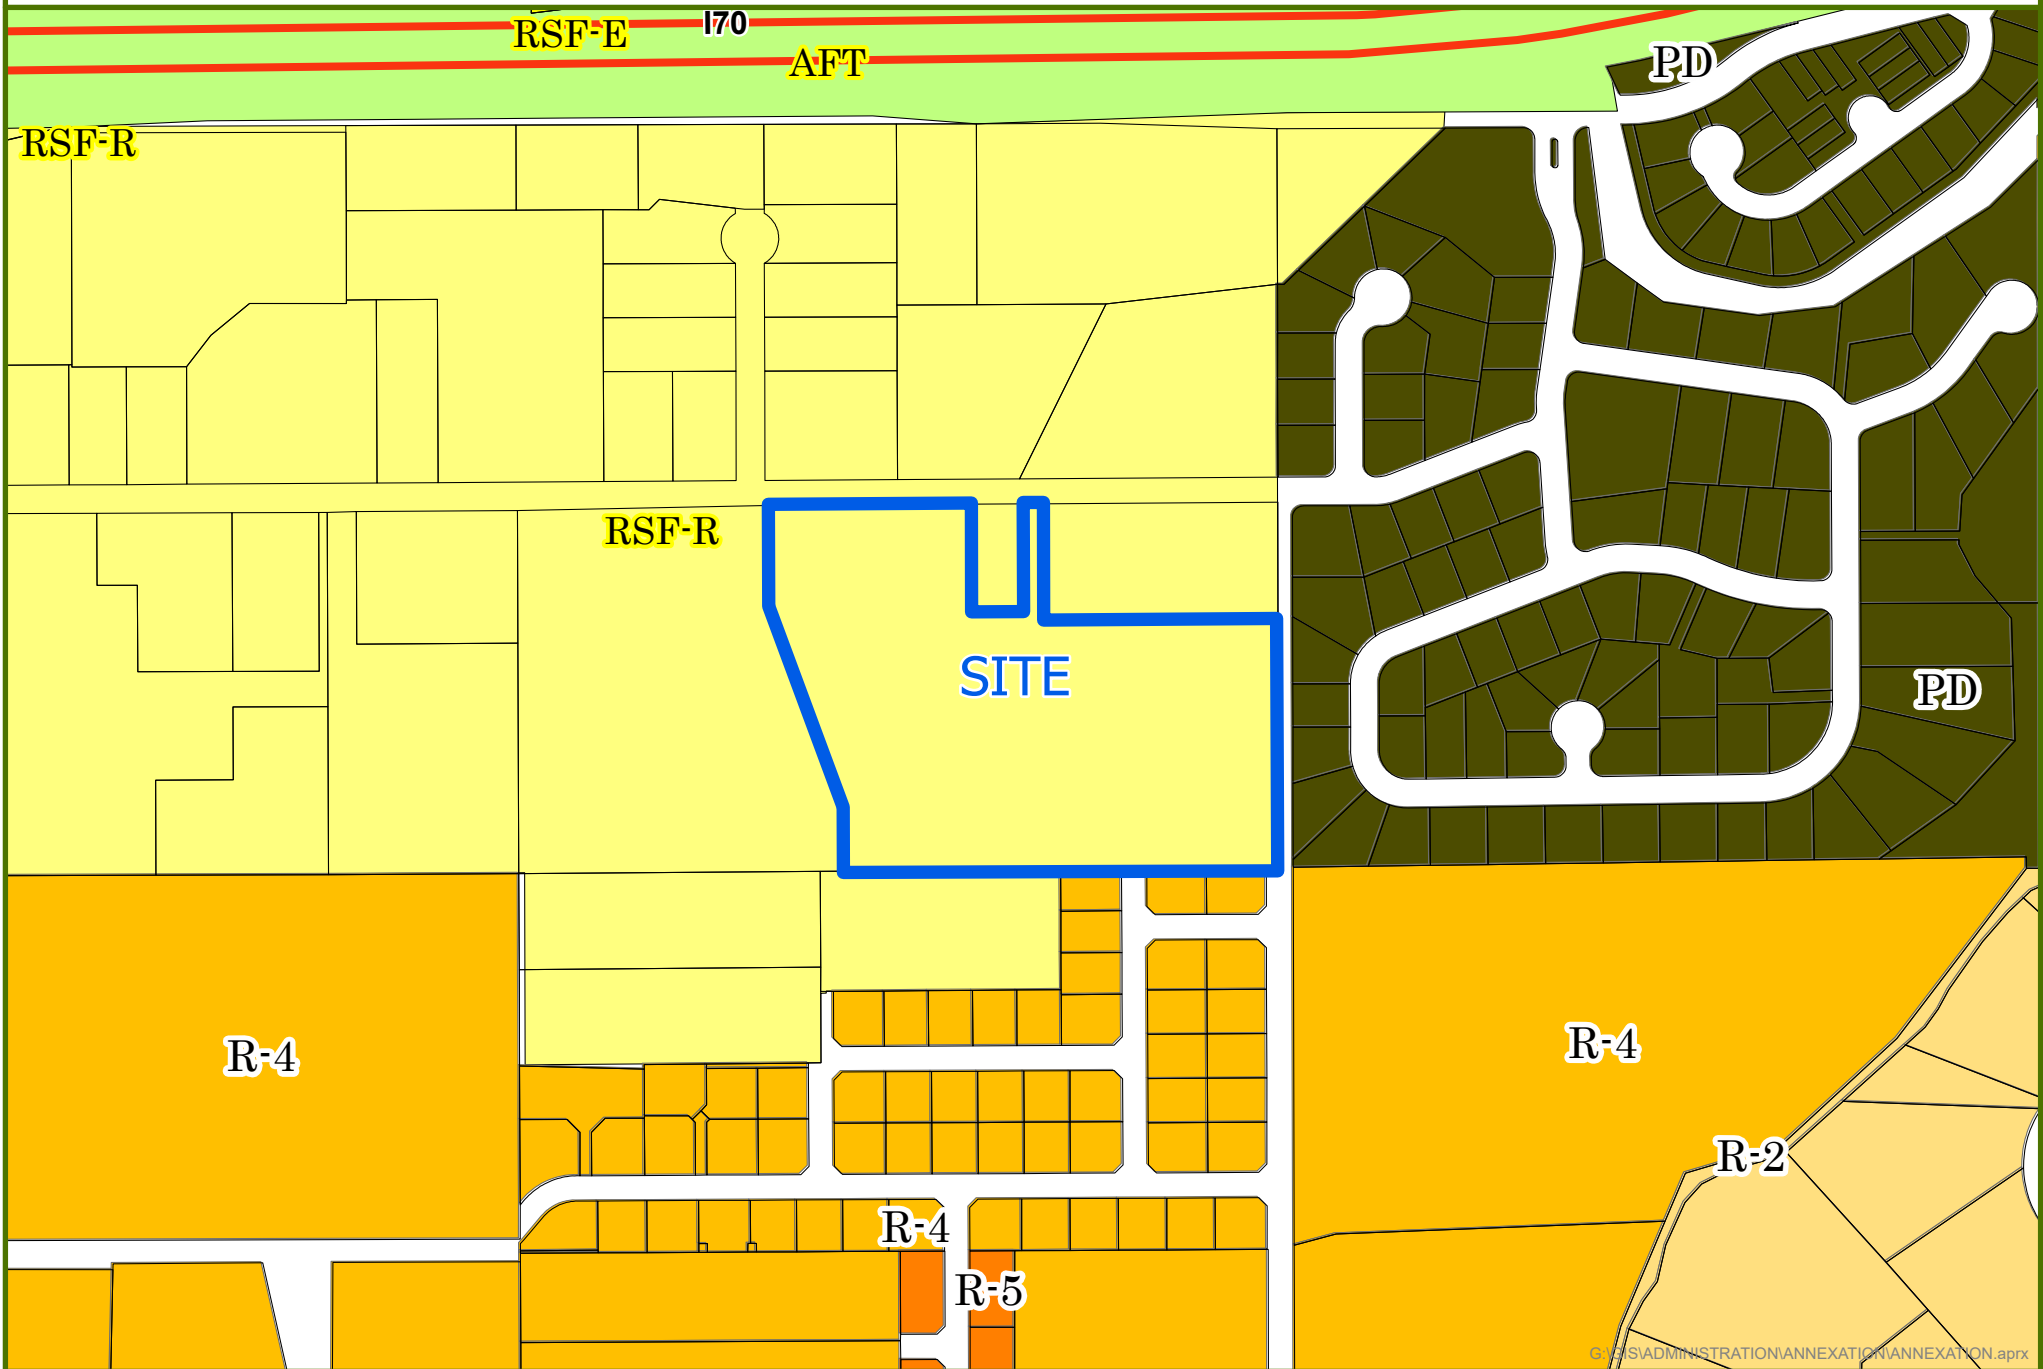 I70
RSF-E
AFT
PD
RSF-R
RSF-R
SITE
PD
R-4
R-4
R-2
R-4
R-5
G:\GIS\ADMINISTRATION\ANNEXATION\ANNEXATION.aprx